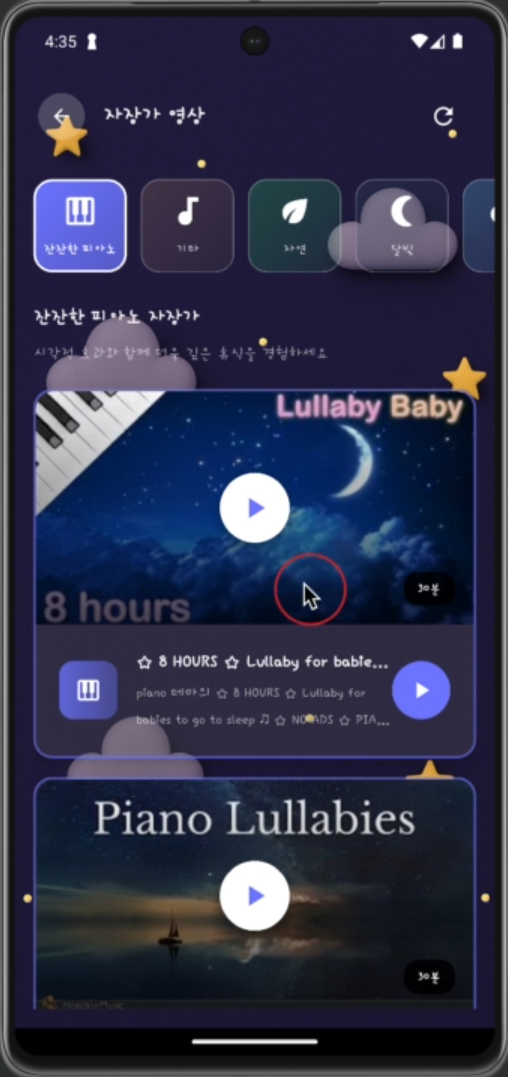 4:35
자장가 영상
잔잔한 피아노
기타
자연
달빛
잔잔한 피아노 자장가
시각적 효과와 함께 더욱 깊은 휴식을 경험하세요
Lullaby Baby
8 hours
30분
☆ 8 HOURS ☆ Lullaby for babie...
piano 테마의 ☆ 8 HOURS ☆ Lullaby for
babies to go to sleep ♫ ☆ NO ADS ☆ PIA...
Piano Lullabies
30분